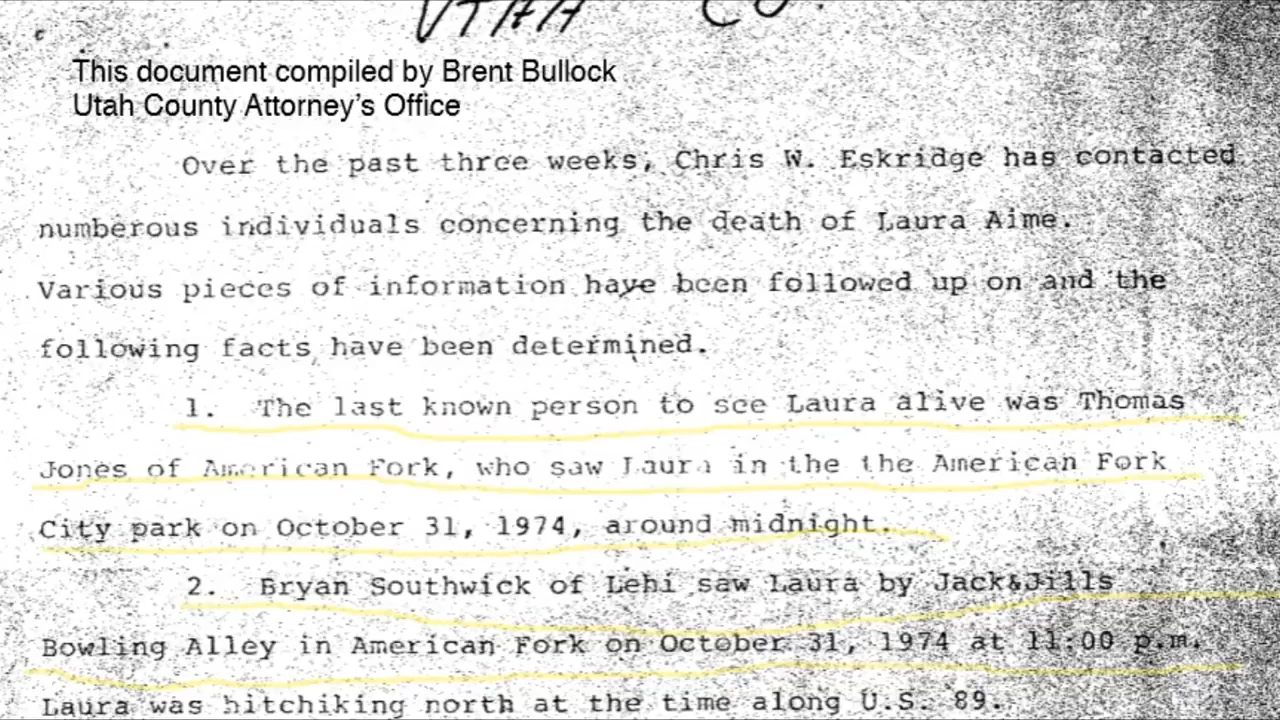 UTAH CO.
This document compiled by Brent Bullock
Utah County Attorney's Office
Over the past three weeks, Chris W. Eskridge has contacted
numberous individuals concerning the death of Laura Aime.
Various pieces of information have been followed up on and the
following facts have been determined.
1. The last known person to see Laura alive was Thomas
Jones of American Fork, who saw Laura in the the American Fork
City park on October 31, 1974, around midnight.
2. Bryan Southwick of Lehi saw Laura by Jack&Jills
Bowling Alley in American Fork on October 31, 1974 at 11:00 p.m.
Laura was hitchiking north at the time along U.S. 89.